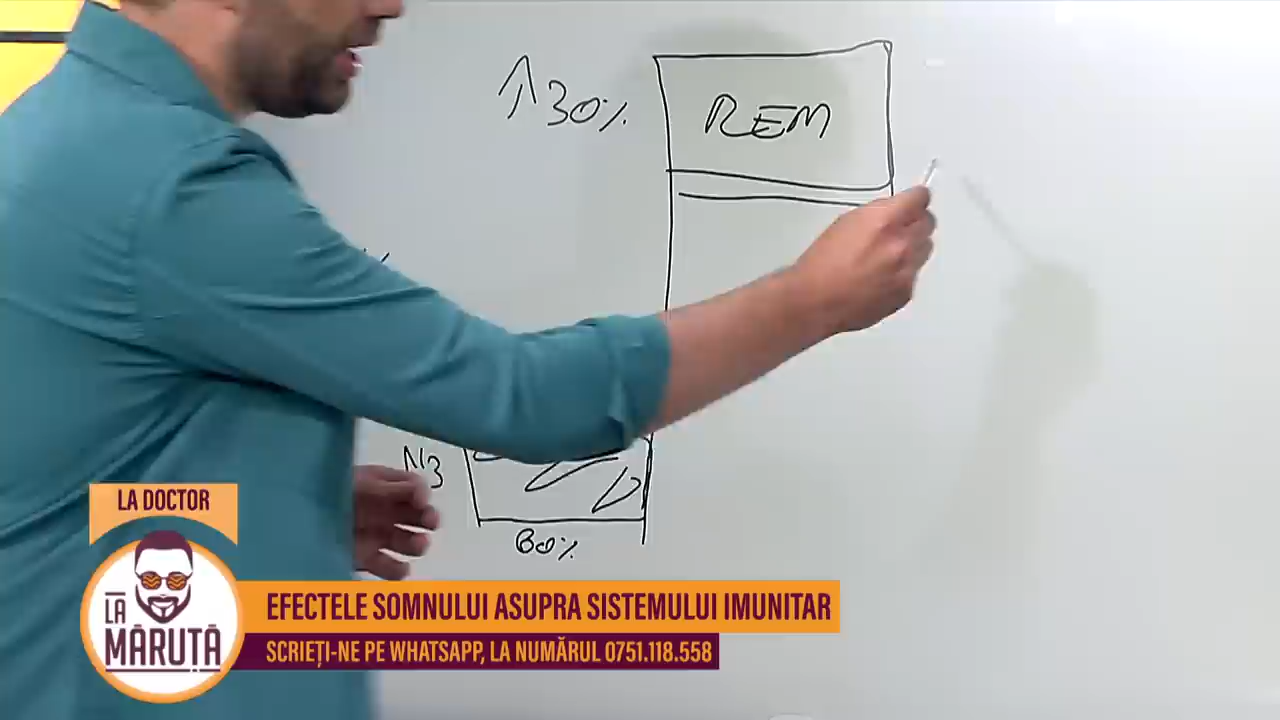 ↑30%
REM
N3
60%
LA DOCTOR
LA
MĂRUȚĂ
EFECTELE SOMNULUI ASUPRA SISTEMULUI IMUNITAR
SCRIEȚI-NE PE WHATSAPP, LA NUMĂRUL 0751.118.558